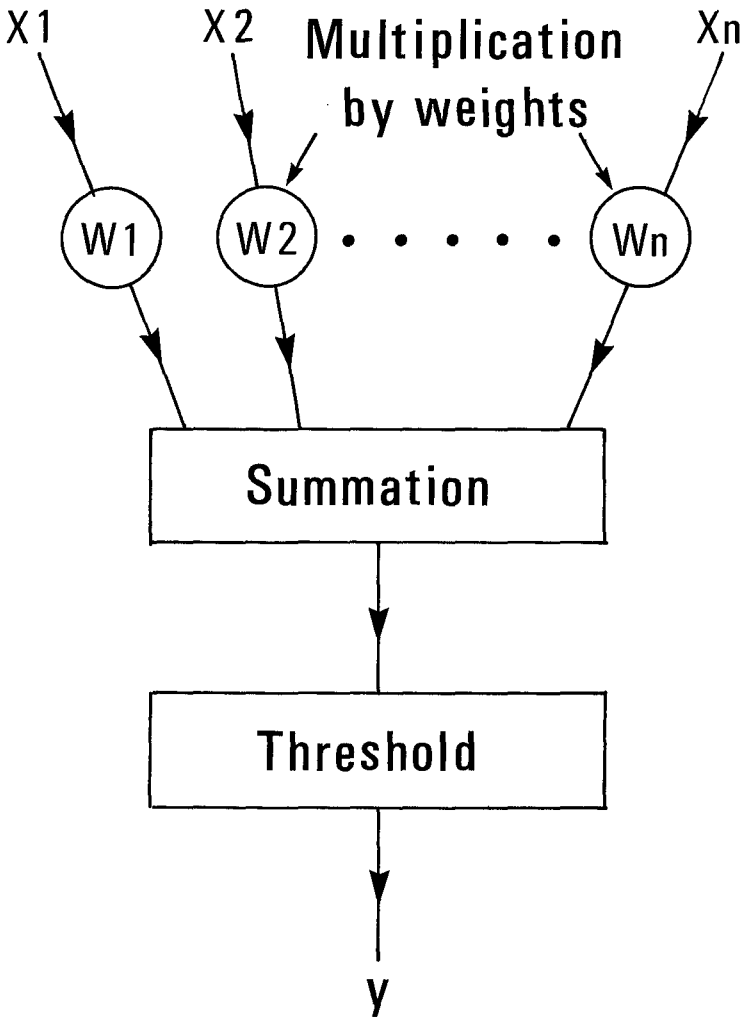 X1 X2 Multiplication Xn
by weights
W1 W2 Wn
Summation
Threshold
y